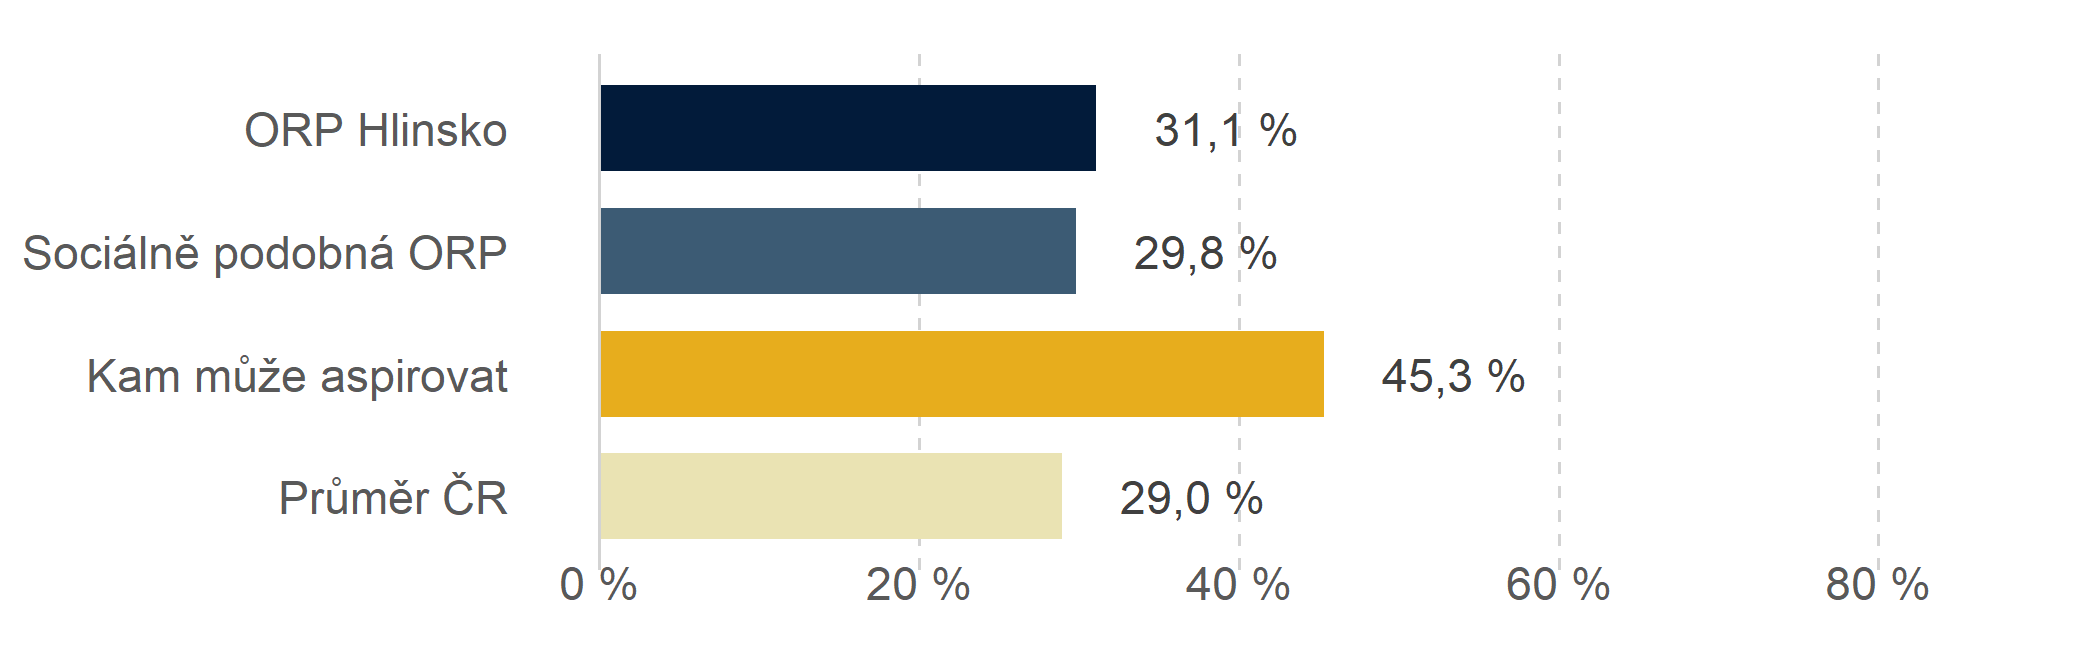 ORP Hlinsko 31,1 %
Sociálně podobná ORP 29,8 %
Kam může aspirovat 45,3 %
Průměr ČR 29,0 %
0 % 20 % 40 % 60 % 80 %